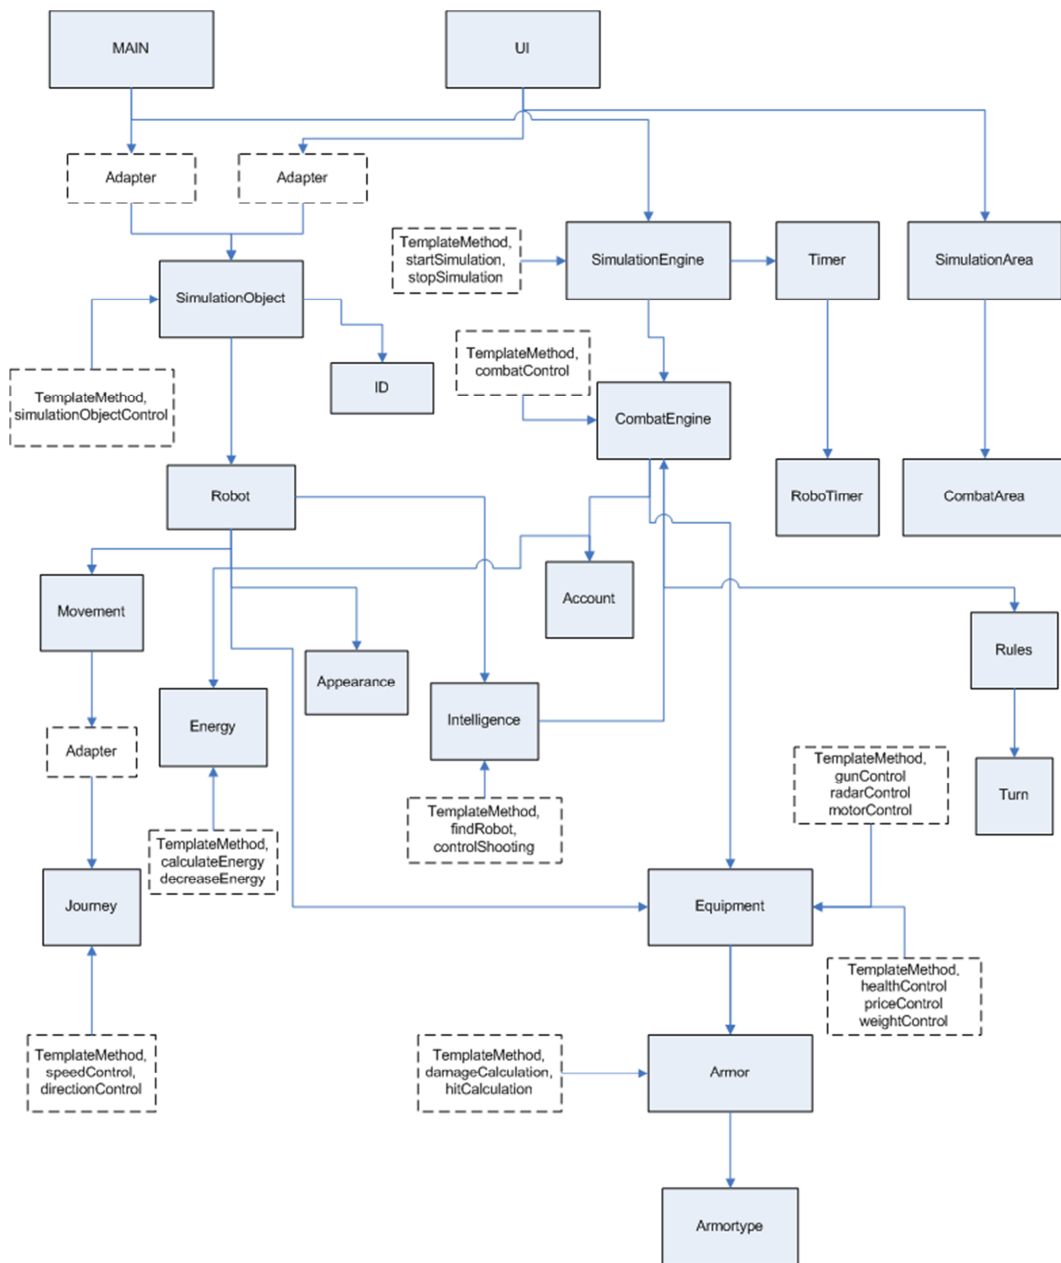 MAIN
UI
Adapter
Adapter
TemplateMethod,
startSimulation,
stopSimulation
SimulationEngine
Timer
SimulationArea
SimulationObject
TemplateMethod,
combatControl
ID
TemplateMethod,
simulationObjectControl
CombatEngine
Robot
RoboTimer
CombatArea
Movement
Account
Rules
Appearance
Intelligence
Energy
Adapter
TemplateMethod,
gunControl
radarControl
motorControl
Turn
TemplateMethod,
findRobot,
controlShooting
TemplateMethod,
calculateEnergy
decreaseEnergy
Journey
Equipment
TemplateMethod,
healthControl
priceControl
weightControl
TemplateMethod,
speedControl,
directionControl
TemplateMethod,
damageCalculation,
hitCalculation
Armor
Armortype